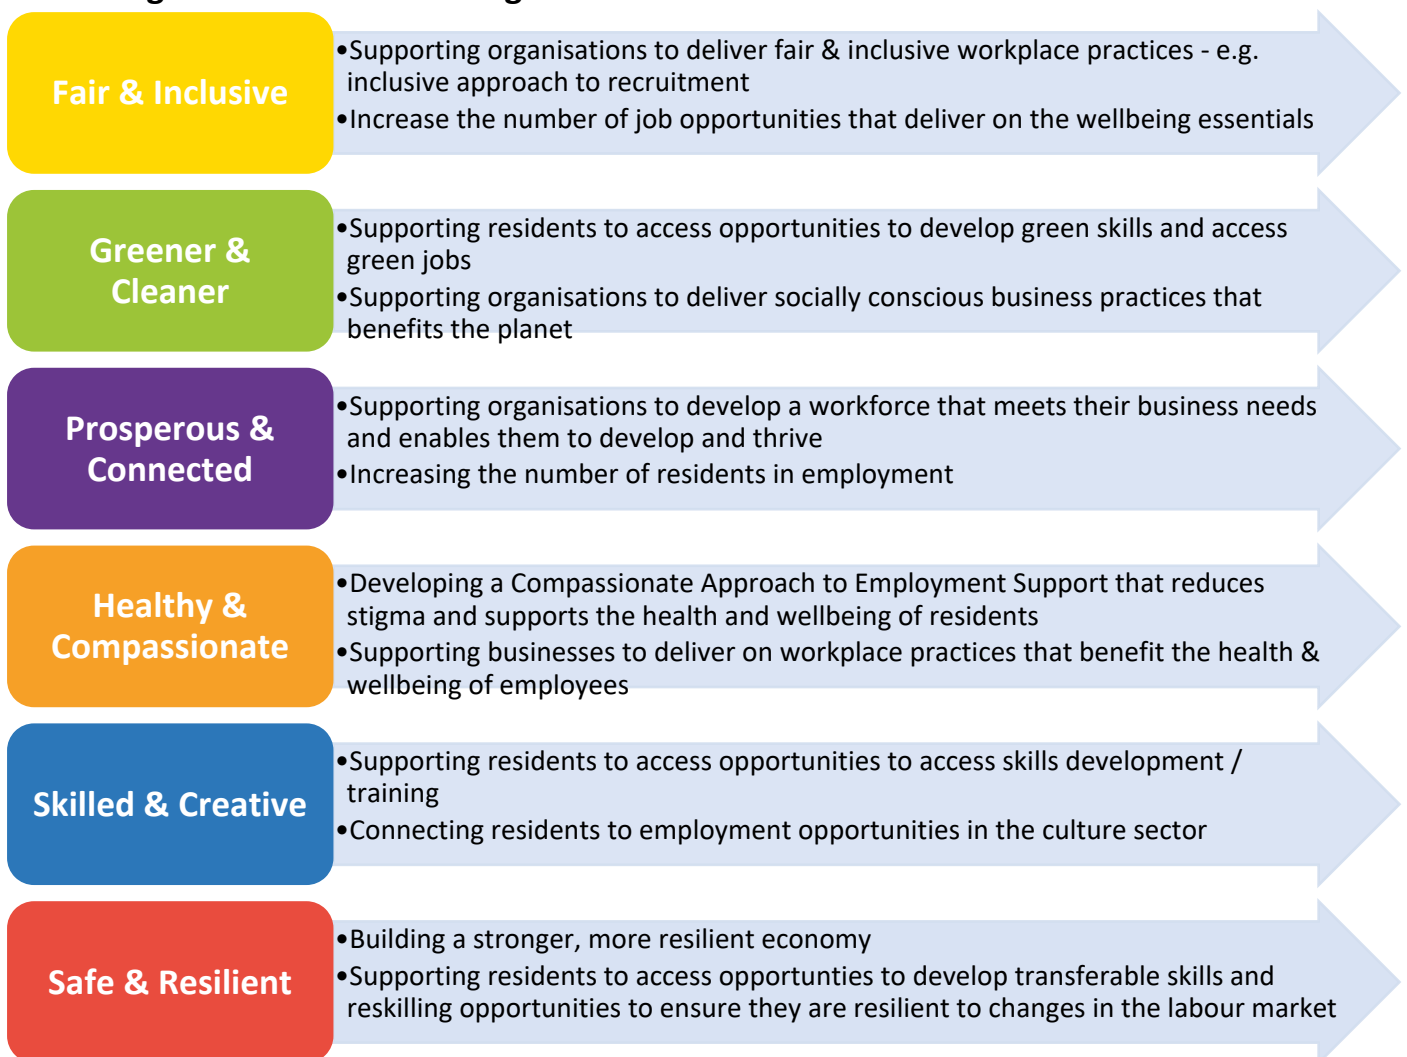 Fair & Inclusive
•Supporting organisations to deliver fair & inclusive workplace practices - e.g.
inclusive approach to recruitment
•Increase the number of job opportunities that deliver on the wellbeing essentials
Greener &
Cleaner
•Supporting residents to access opportunities to develop green skills and access
green jobs
•Supporting organisations to deliver socially conscious business practices that
benefits the planet
Prosperous &
Connected
•Supporting organisations to develop a workforce that meets their business needs
and enables them to develop and thrive
•Increasing the number of residents in employment
Healthy &
Compassionate
•Developing a Compassionate Approach to Employment Support that reduces
stigma and supports the health and wellbeing of residents
•Supporting businesses to deliver on workplace practices that benefit the health &
wellbeing of employees
Skilled & Creative
•Supporting residents to access opportunities to access skills development /
training
•Connecting residents to employment opportunities in the culture sector
Safe & Resilient
•Building a stronger, more resilient economy
•Supporting residents to access opportunties to develop transferable skills and
reskilling opportunities to ensure they are resilient to changes in the labour market